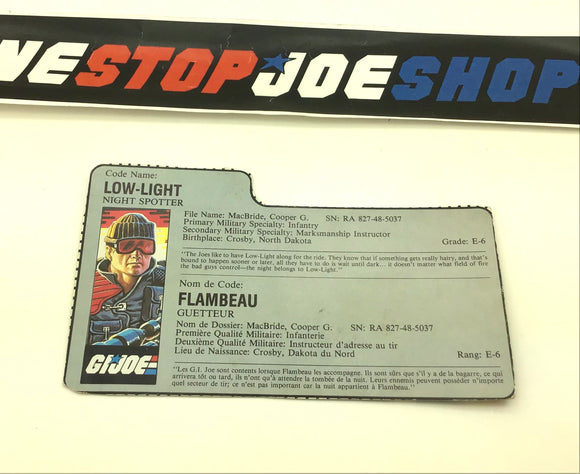 NESTOPJOESHOP
Code Name:
LOW-LIGHT
NIGHT SPOTTER
File Name: MacBride, Cooper G. SN: RA 827-48-5037
Primary Military Specialty: Infantry
Secondary Military Specialty: Marksmanship Instructor
Birthplace: Crosby, North Dakota Grade: E-6
"The Joes like to have Low-Light along for the ride. They know that if something gets really hairy, and that's
bound to happen sooner or later, all they have to do is wait until dark... it doesn't matter what field of fire
the bad guys control—the night belongs to Low-Light."
Nom de Code:
FLAMBEAU
GUETTEUR
Nom de Dossier: MacBride, Cooper G. SN: RA 827-48-5037
Première Qualité Militaire: Infanterie
Deuxième Qualité Militaire: Instructeur d'adresse au tir
Lieu de Naissance: Crosby, Dakota du Nord Rang: E-6
"Les G.I. Joe sont contents lorsque Flambeau les accompagne. Ils sont sûrs que s'il y a de la bagarre, ce qui
arrivera tôt ou tard, ils n'ont qu'à attendre la tombée de la nuit. Leurs ennemis peuvent posséder n'importe
quel secteur de tir; ce n'est pas important car la nuit appartient à Flambeau."
GI JOE